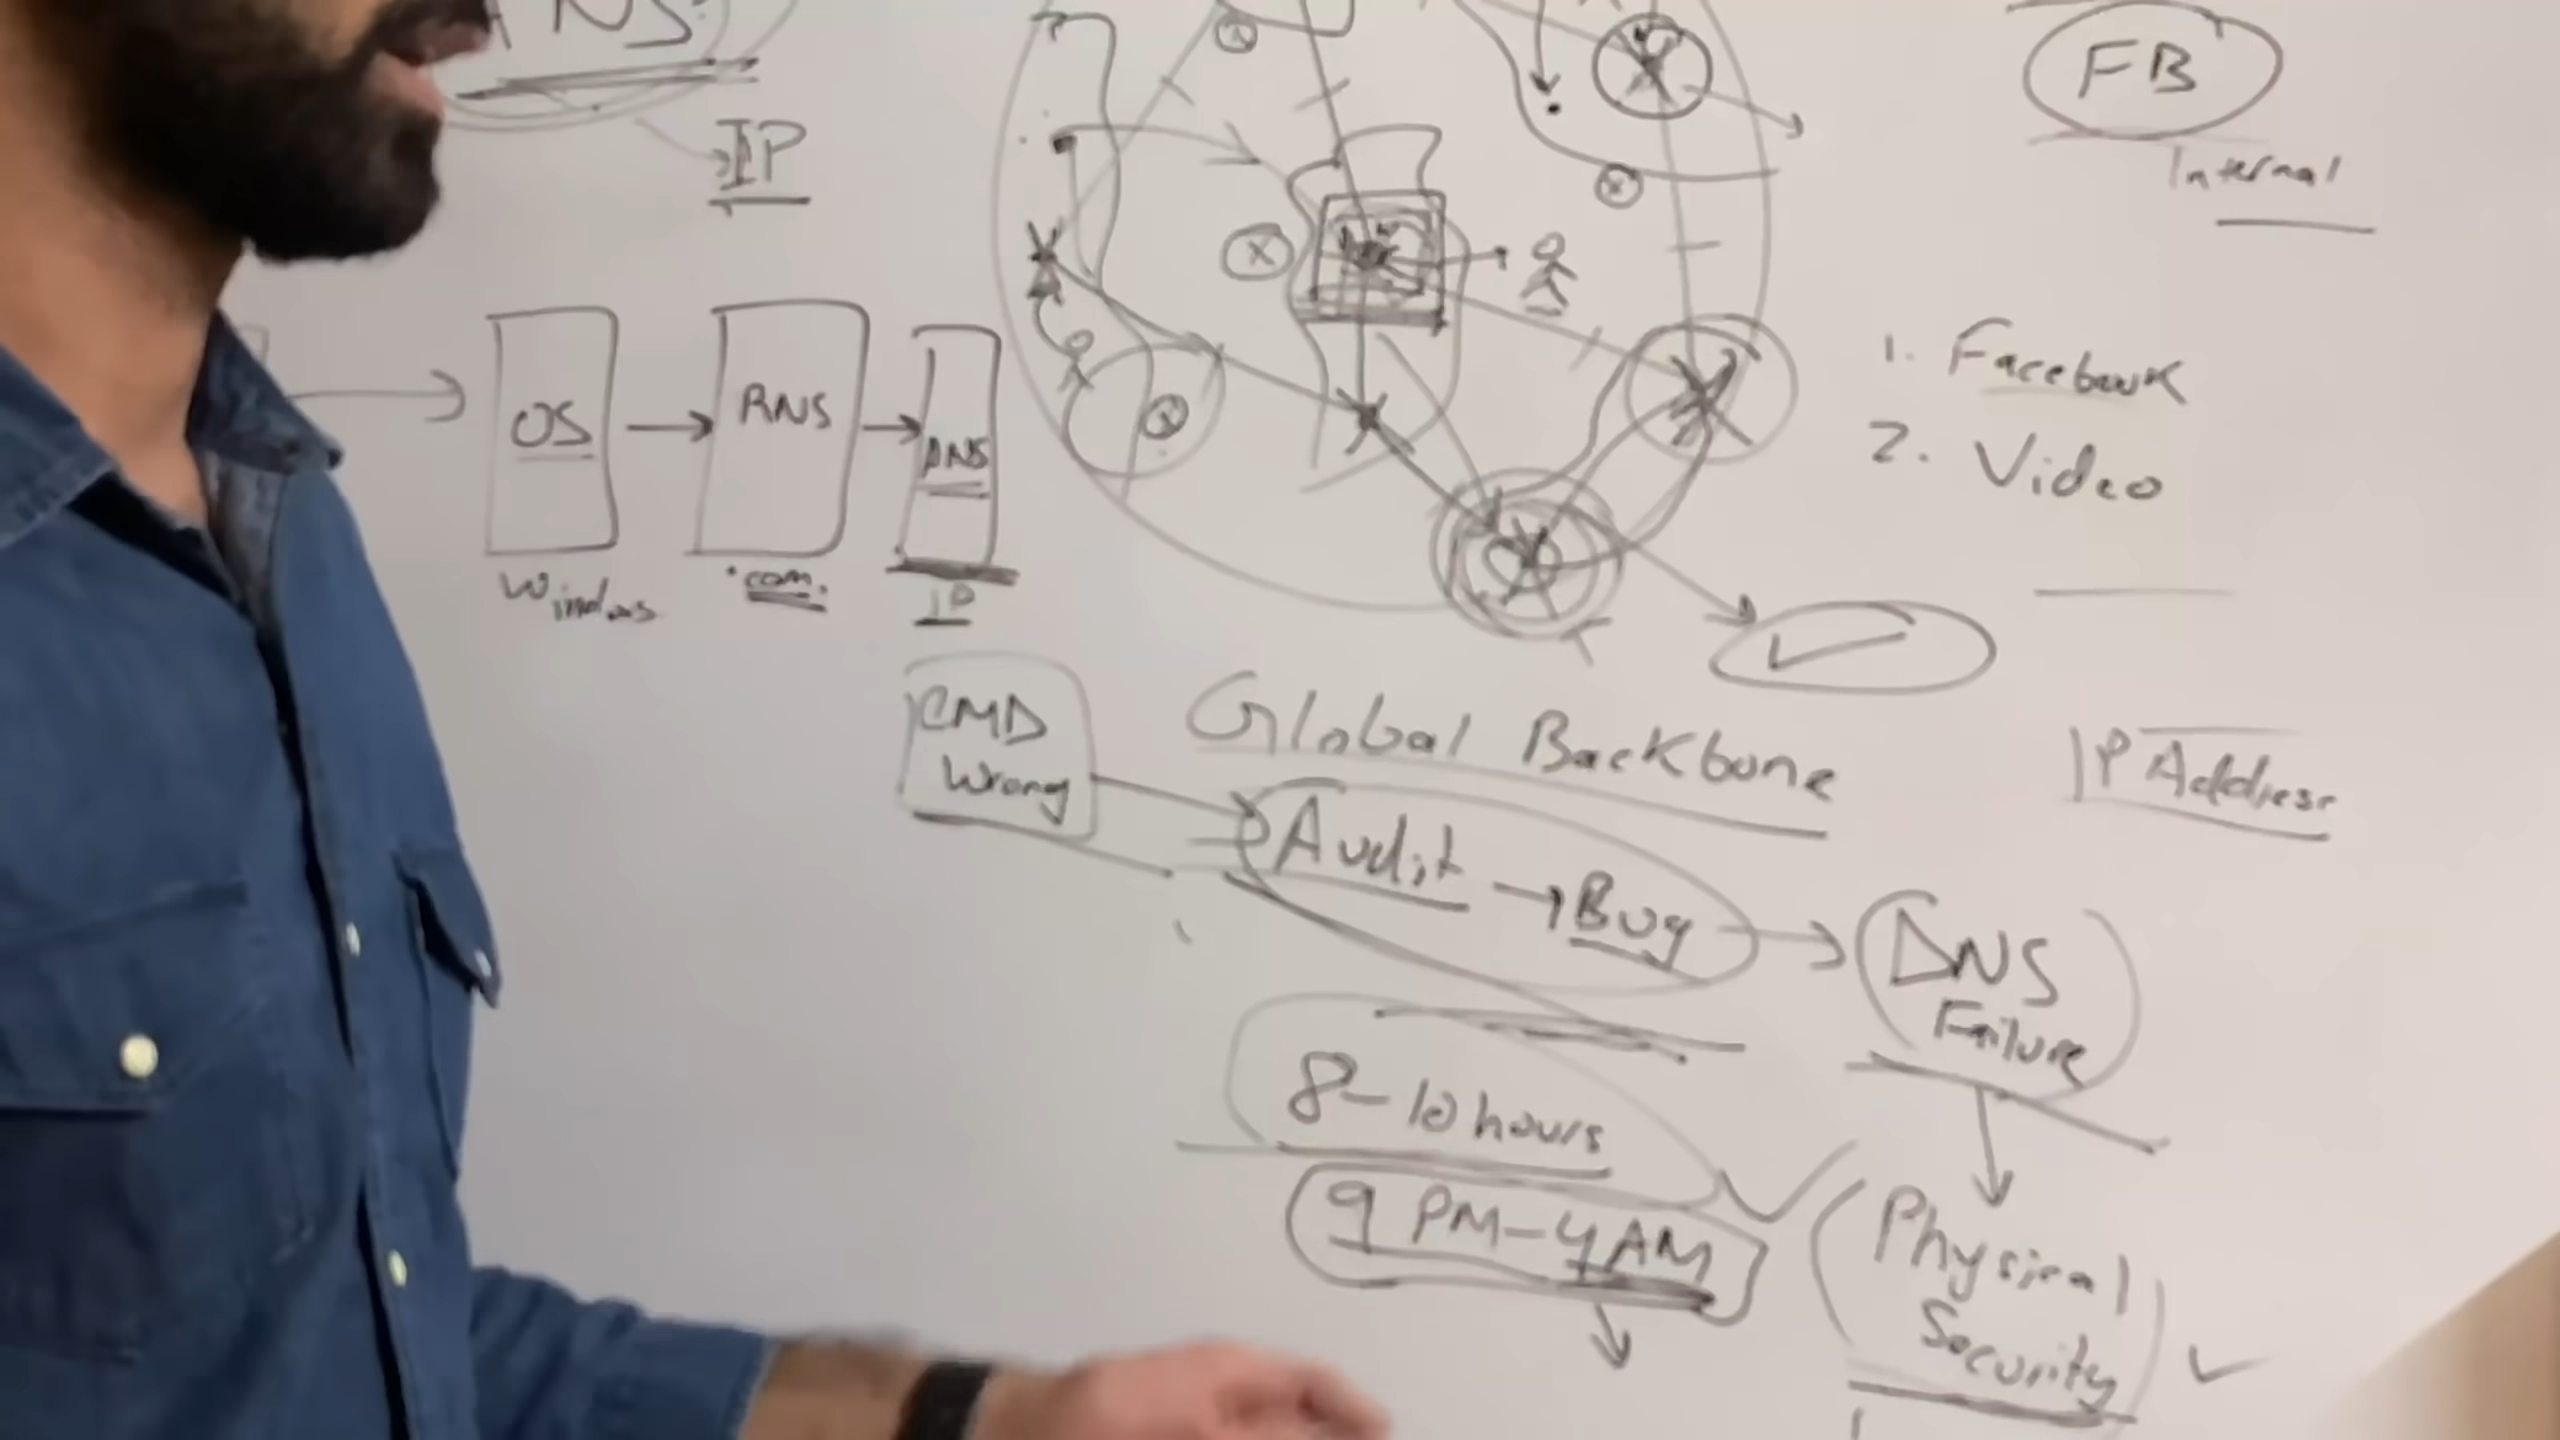 DNS
IP
FB
Internal
1. Facebook
2. Video
OS
RNS
DNS
Windows
.com.
IP
CMD
Wrong
Global Backbone
IP Address
Audit → Bug
DNS
Failure
8-10 hours
9 PM-4AM
Physical
Security